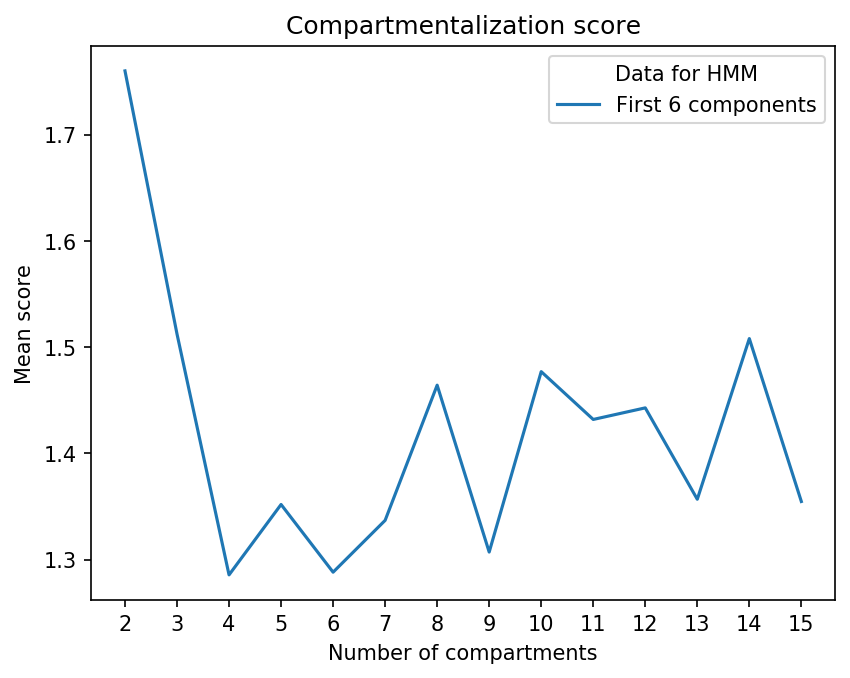 Compartmentalization score
Data for HMM
First 6 components
Mean score
1.7
1.6
1.5
1.4
1.3
2 3 4 5 6 7 8 9 10 11 12 13 14 15
Number of compartments